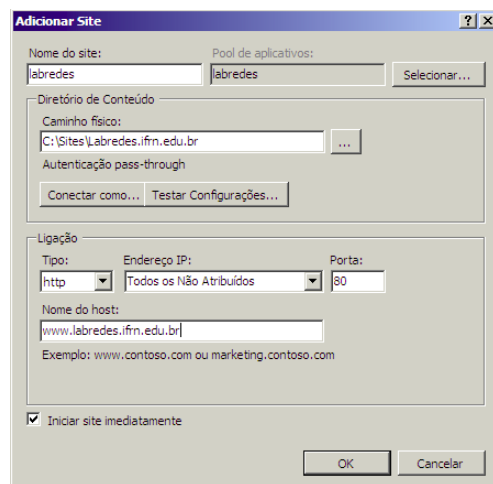 Adicionar Site
Nome do site: Pool de aplicativos:
labredes labredes Selecionar...
Diretório de Conteúdo
Caminho físico:
C:\Sites\Labredes.ifrn.edu.br ...
Autenticação pass-through
Conectar como... Testar Configurações...
Ligação
Tipo: Endereço IP: Porta:
http Todos os Não Atribuídos 80
Nome do host:
www.labredes.ifrn.edu.br
Exemplo: www.contoso.com ou marketing.contoso.com
Iniciar site imediatamente
OK Cancelar